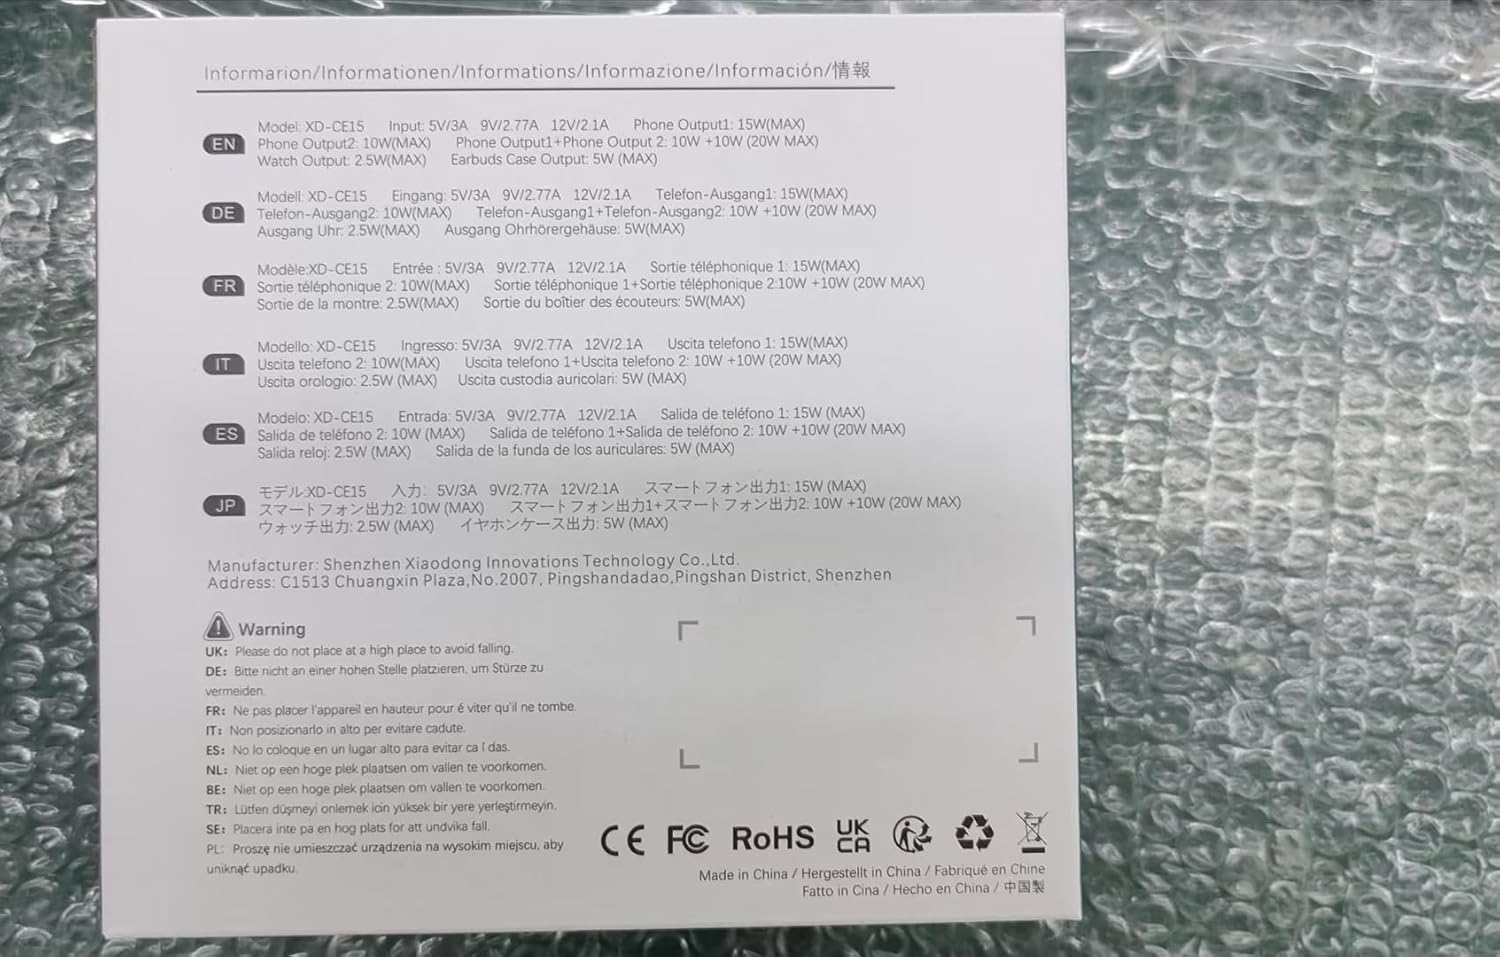 Informarion/Informationen/Informations/Informazione/Información/情報
EN
Model: XD-CE15 Input: 5V/3A 9V/2.77A 12V/2.1A Phone Output1: 15W(MAX)
Phone Output2: 10W(MAX) Phone Output1+Phone Output 2: 10W +10W (20W MAX)
Watch Output: 2.5W(MAX) Earbuds Case Output: 5W (MAX)
DE
Modell: XD-CE15 Eingang: 5V/3A 9V/2.77A 12V/2.1A Telefon-Ausgang1: 15W(MAX)
Telefon-Ausgang2: 10W(MAX) Telefon-Ausgang1+Telefon-Ausgang2: 10W +10W (20W MAX)
Ausgang Uhr: 2.5W(MAX) Ausgang Ohrhörergehäuse: 5W(MAX)
FR
Modèle:XD-CE15 Entrée : 5V/3A 9V/2.77A 12V/2.1A Sortie téléphonique 1: 15W(MAX)
Sortie téléphonique 2: 10W(MAX) Sortie téléphonique 1+Sortie téléphonique 2:10W +10W (20W MAX)
Sortie de la montre: 2.5W(MAX) Sortie du boîtier des écouteurs: 5W(MAX)
IT
Modello: XD-CE15 Ingresso: 5V/3A 9V/2.77A 12V/2.1A Uscita telefono 1: 15W(MAX)
Uscita telefono 2: 10W(MAX) Uscita telefono 1+Uscita telefono 2: 10W +10W (20W MAX)
Uscita orologio: 2.5W (MAX) Uscita custodia auricolari: 5W (MAX)
ES
Modelo: XD-CE15 Entrada: 5V/3A 9V/2.77A 12V/2.1A Salida de teléfono 1: 15W (MAX)
Salida de teléfono 2: 10W (MAX) Salida de teléfono 1+Salida de teléfono 2: 10W +10W (20W MAX)
Salida reloj: 2.5W (MAX) Salida de la funda de los auriculares: 5W (MAX)
JP
モデル:XD-CE15 入力: 5V/3A 9V/2.77A 12V/2.1A スマートフォン出力1: 15W (MAX)
スマートフォン出力2: 10W (MAX) スマートフォン出力1+スマートフォン出力2: 10W +10W (20W MAX)
ウォッチ出力: 2.5W (MAX) イヤホンケース出力: 5W (MAX)
Manufacturer: Shenzhen Xiaodong Innovations Technology Co.,Ltd.
Address: C1513 Chuangxin Plaza,No.2007, Pingshandadao,Pingshan District, Shenzhen
Warning
UK: Please do not place at a high place to avoid falling.
DE: Bitte nicht an einer hohen Stelle platzieren, um Stürze zu
vermeiden.
FR: Ne pas placer l'appareil en hauteur pour é viter qu'il ne tombe.
IT: Non posizionarlo in alto per evitare cadute.
ES: No lo coloque en un lugar alto para evitar ca í das.
NL: Niet op een hoge plek plaatsen om vallen te voorkomen.
BE: Niet op een hoge plek plaatsen om vallen te voorkomen.
TR: Lütfen düşmeyi onlemek icin yüksek bir yere yerleştirmeyin.
SE: Placera inte pa en hog plats for att undvika fall.
PL: Proszę nie umieszczać urządzenia na wysokim miejscu, aby
uniknąć upadku.
CE FC RoHS UK
CA
Made in China / Hergestellt in China / Fabriqué en Chine
Fatto in Cina / Hecho en China / 中国製